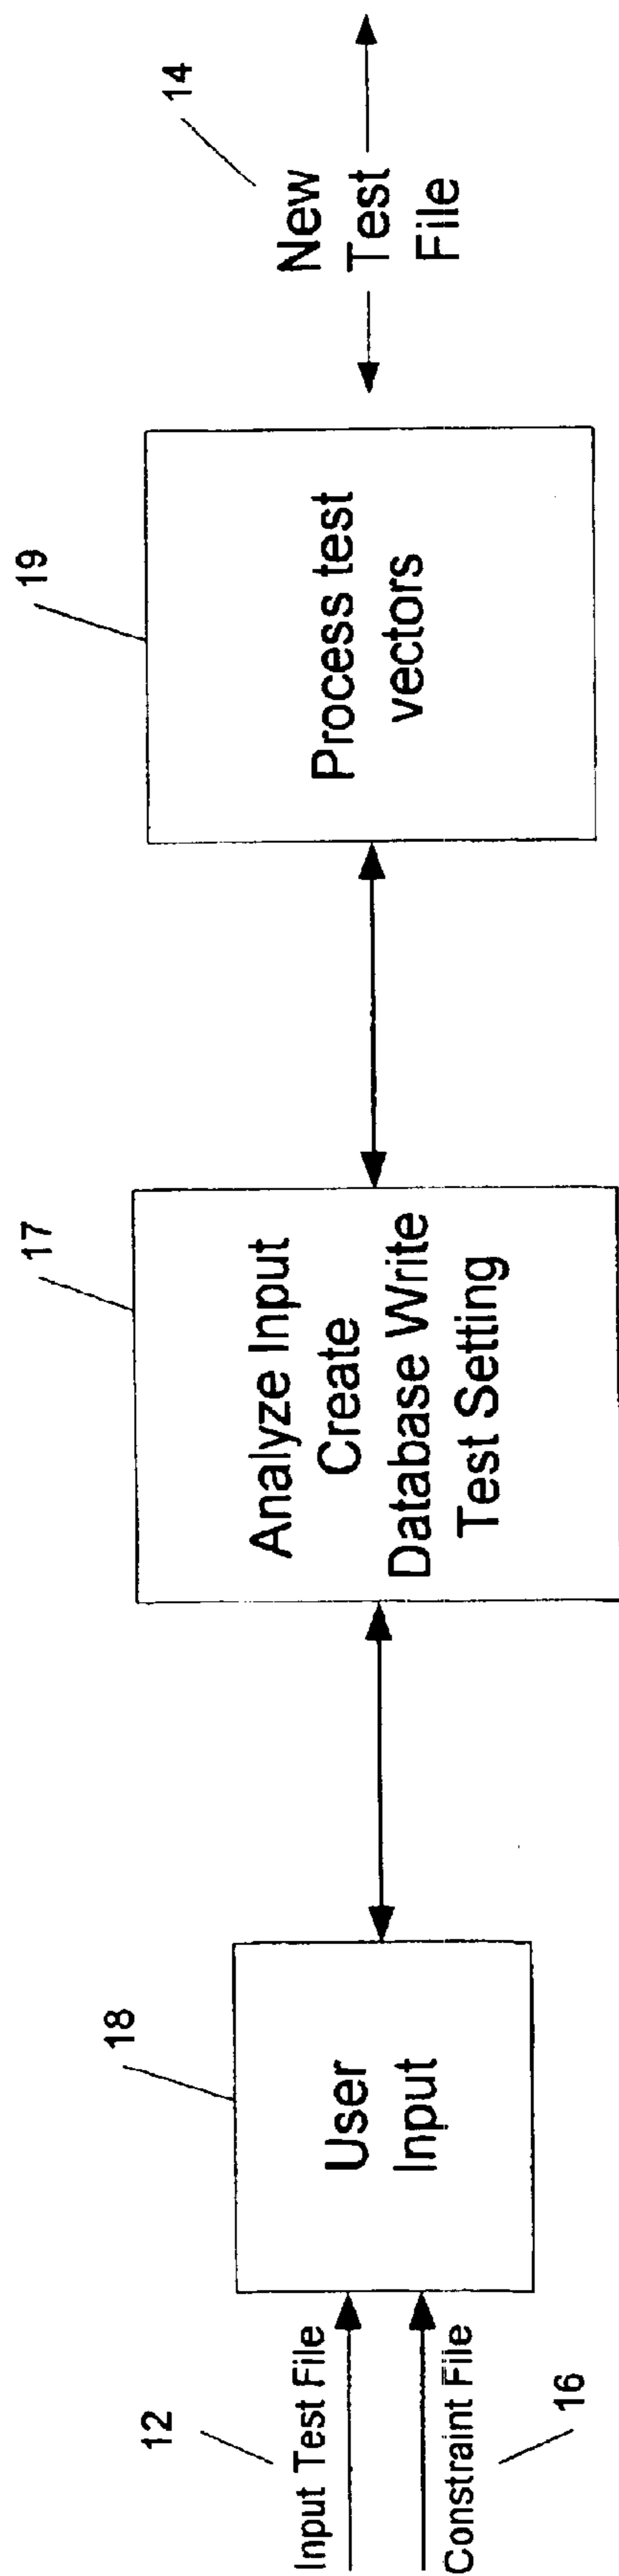 12
Input Test File
Constraint File
16
18
User
Input
17
Analyze Input
Create
Database Write
Test Setting
19
Process test
vectors
14
New
Test
File